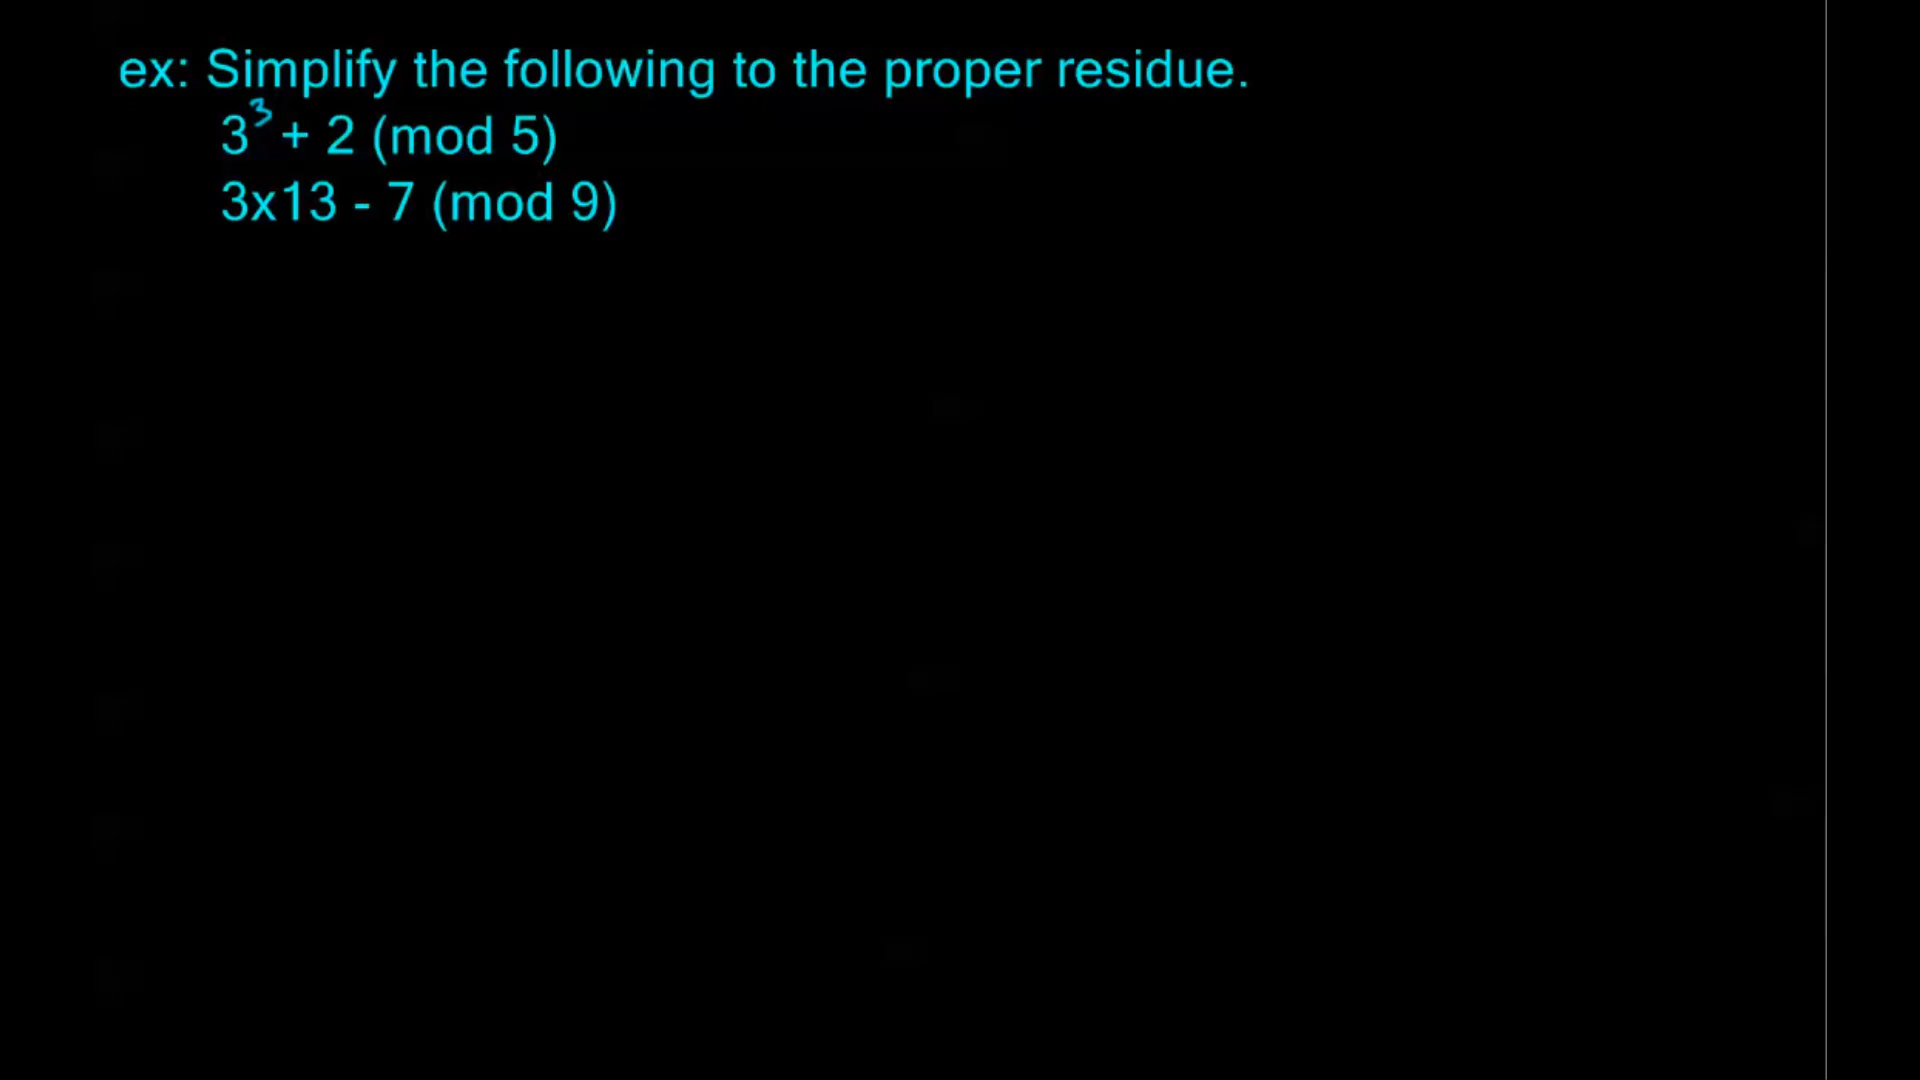 ex: Simplify the following to the proper residue.
3³ + 2 (mod 5)
3x13 - 7 (mod 9)